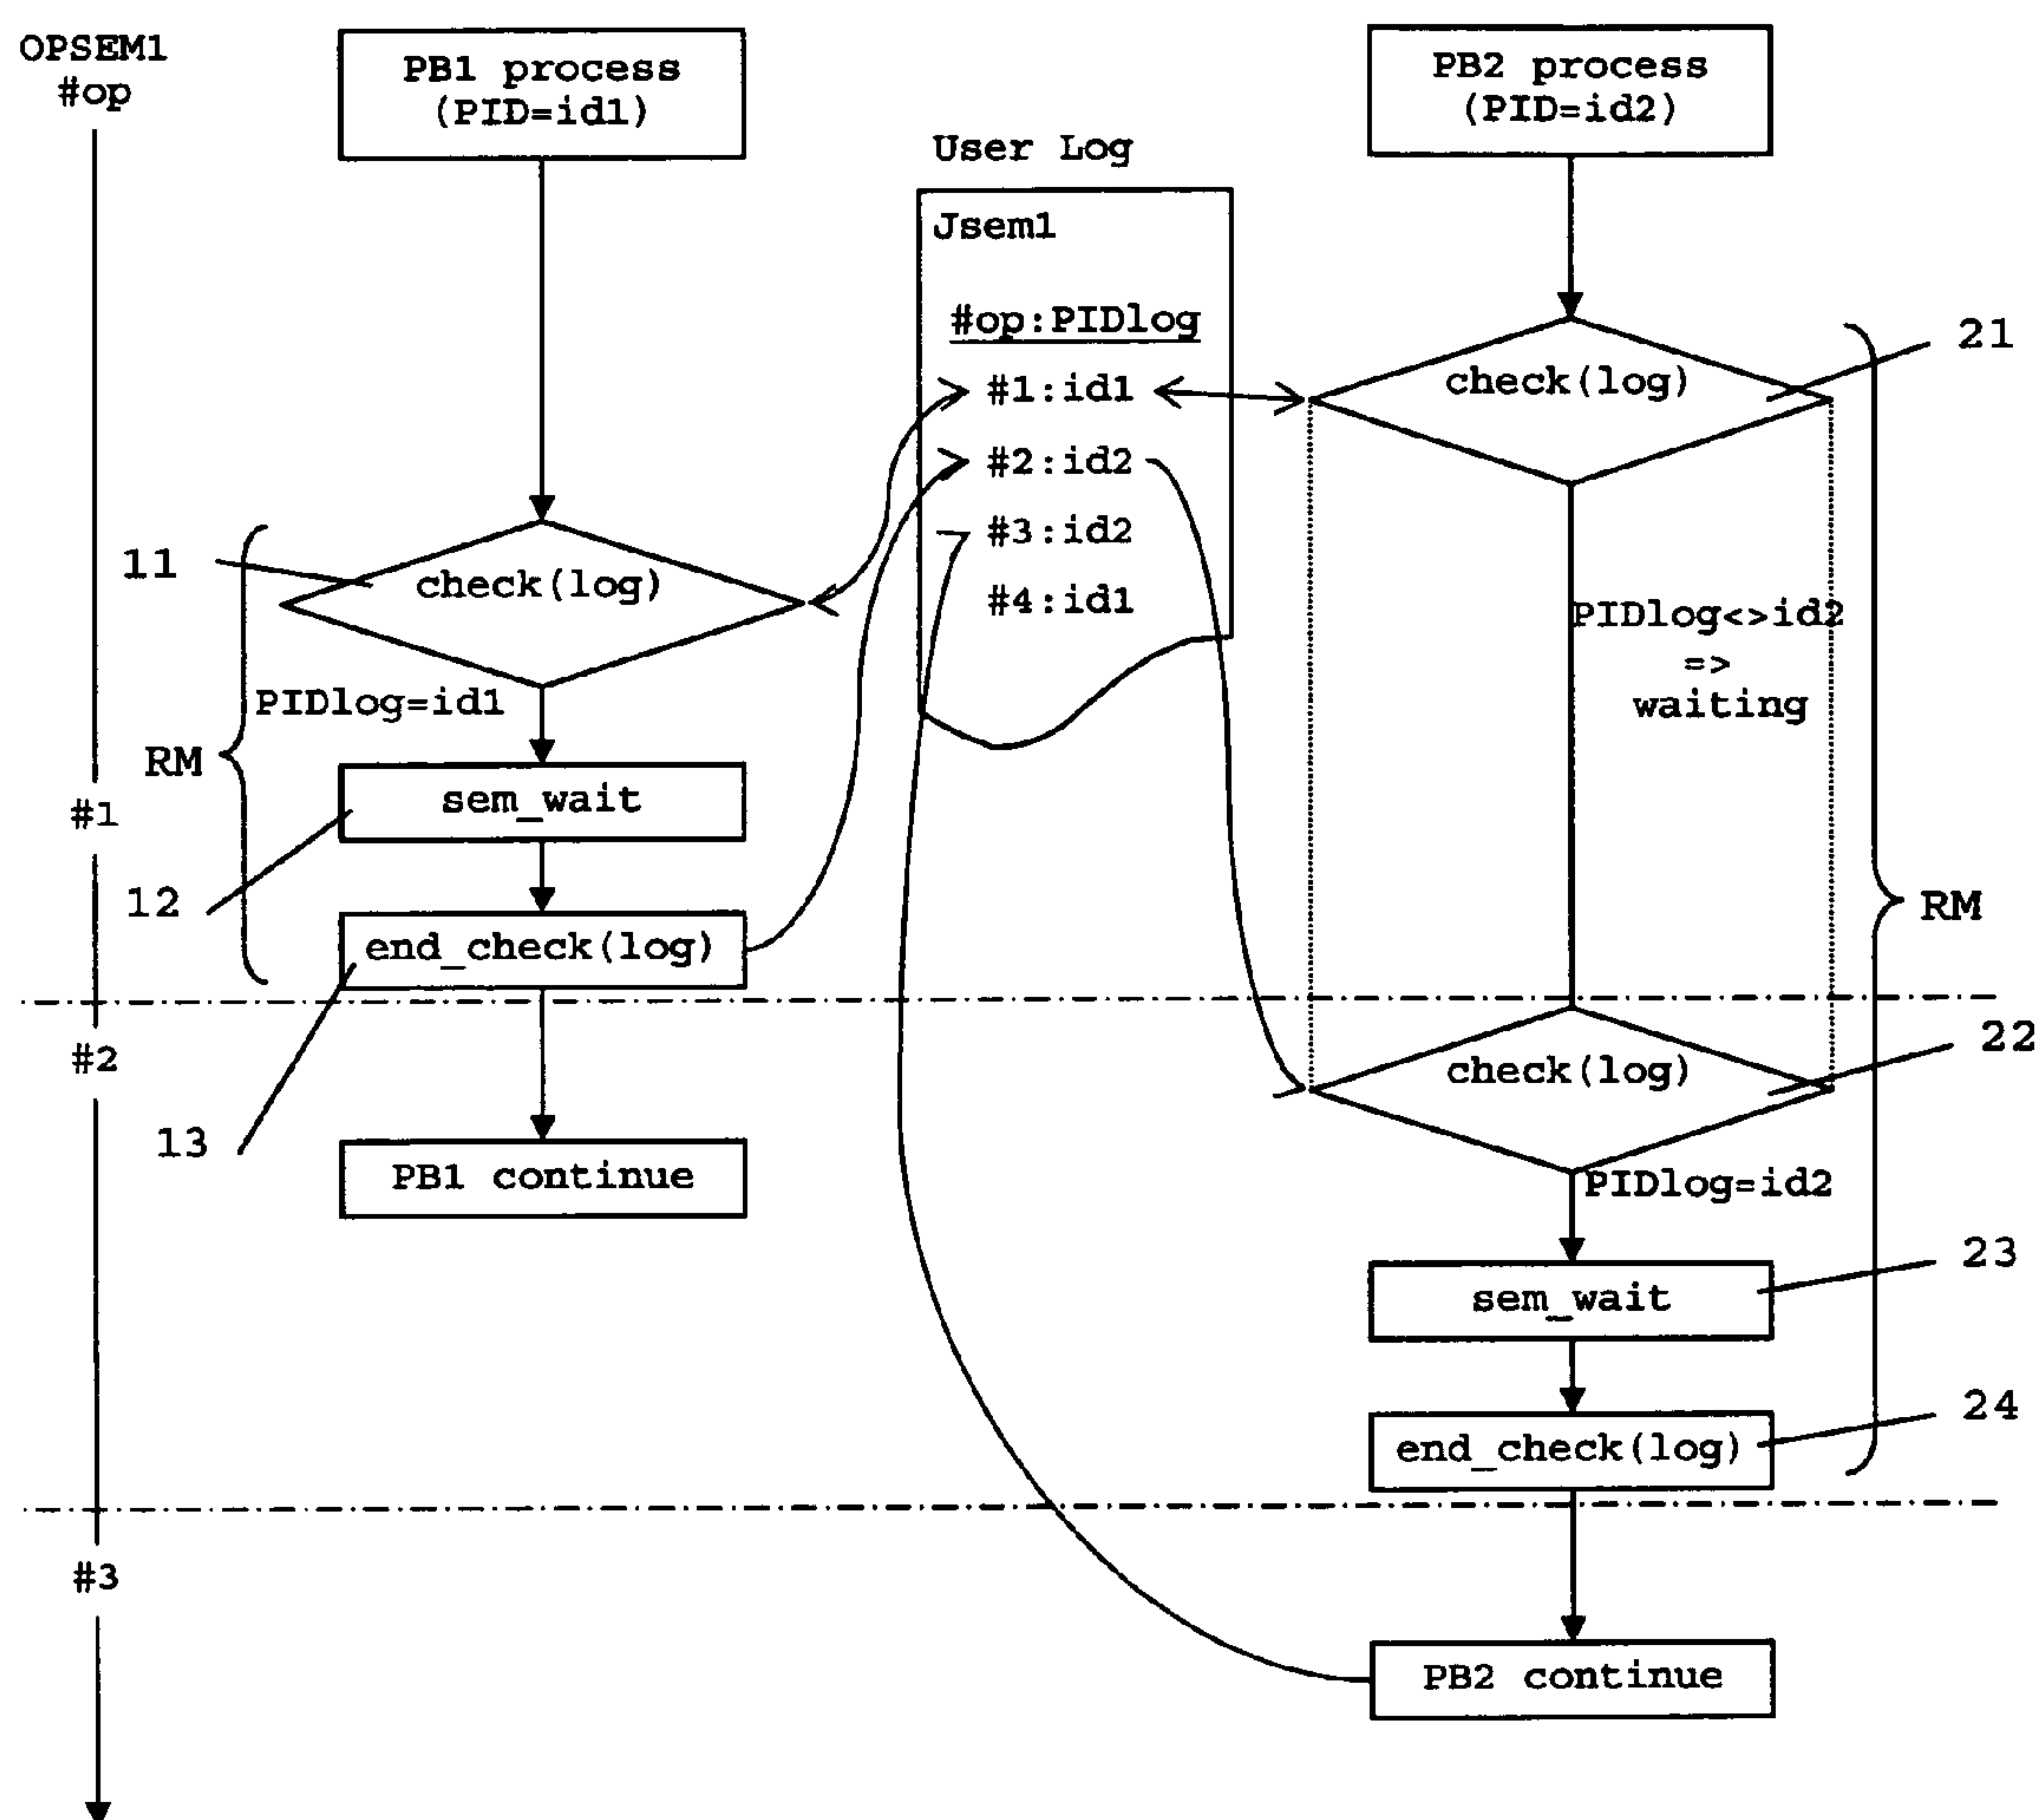 OPSEM1
#op
PB1 process
(PID=id1)
PB2 process
(PID=id2)
User Log
Jsem1
#op:PIDlog
#1:id1
#2:id2
#3:id2
#4:id1
21
check(log)
11
check(log)
PIDlog<>id2
=>
waiting
PIDlog=id1
RM
sem_wait
#1
12
end_check(log)
RM
#2
22
check(log)
13
PB1 continue
PIDlog=id2
23
sem_wait
24
end_check(log)
#3
PB2 continue